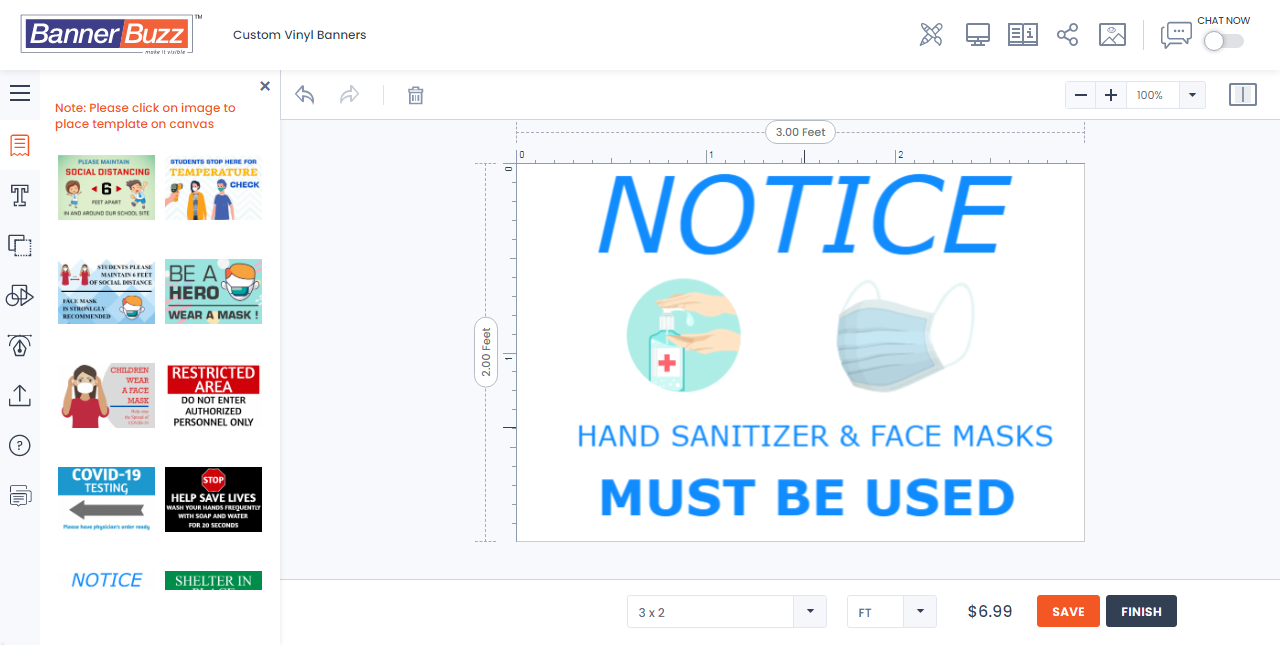 BannerBuzz™
make it visible
Custom Vinyl Banners
CHAT NOW
Note: Please click on image to
place template on canvas
PLEASE MAINTAIN
SOCIAL DISTANCING
6
FEET APART
IN AND AROUND OUR SCHOOL SITE
STUDENTS STOP HERE FOR
TEMPERATURE
CHECK
STUDENTS PLEASE
MAINTAIN 6 FEET
OF SOCIAL DISTANCE
FACE MASK
IS STRONLGLY
RECOMMENDED
BE A
HERO
WEAR A MASK !
CHILDREN
WEAR
A FACE
MASK
RESTRICTED
AREA
DO NOT ENTER
AUTHORIZED
PERSONNEL ONLY
COVID-19
TESTING
Please have physician's order ready
STOP
HELP SAVE LIVES
WASH YOUR HANDS FREQUENTLY
WITH SOAP AND WATER
FOR 20 SECONDS
NOTICE
SHELTER IN
PLACE
100%
3.00 Feet
0 1 2
0
1
2.00 Feet
NOTICE
HAND SANITIZER & FACE MASKS
MUST BE USED
3 x 2
FT
$6.99
SAVE
FINISH